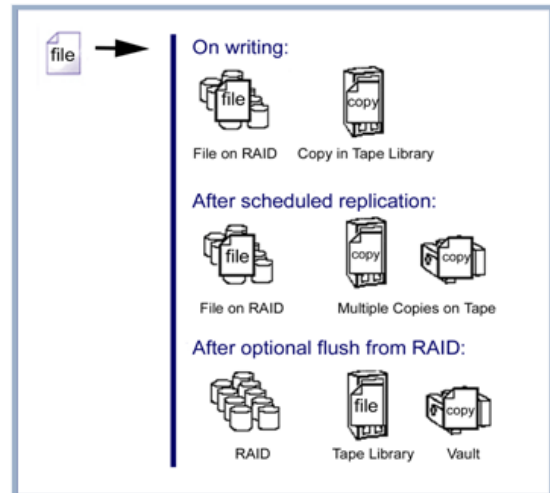 file
On writing:
file copy
File on RAID Copy in Tape Library
After scheduled replication:
file copy copy
File on RAID Multiple Copies on Tape
After optional flush from RAID:
file copy
RAID Tape Library Vault